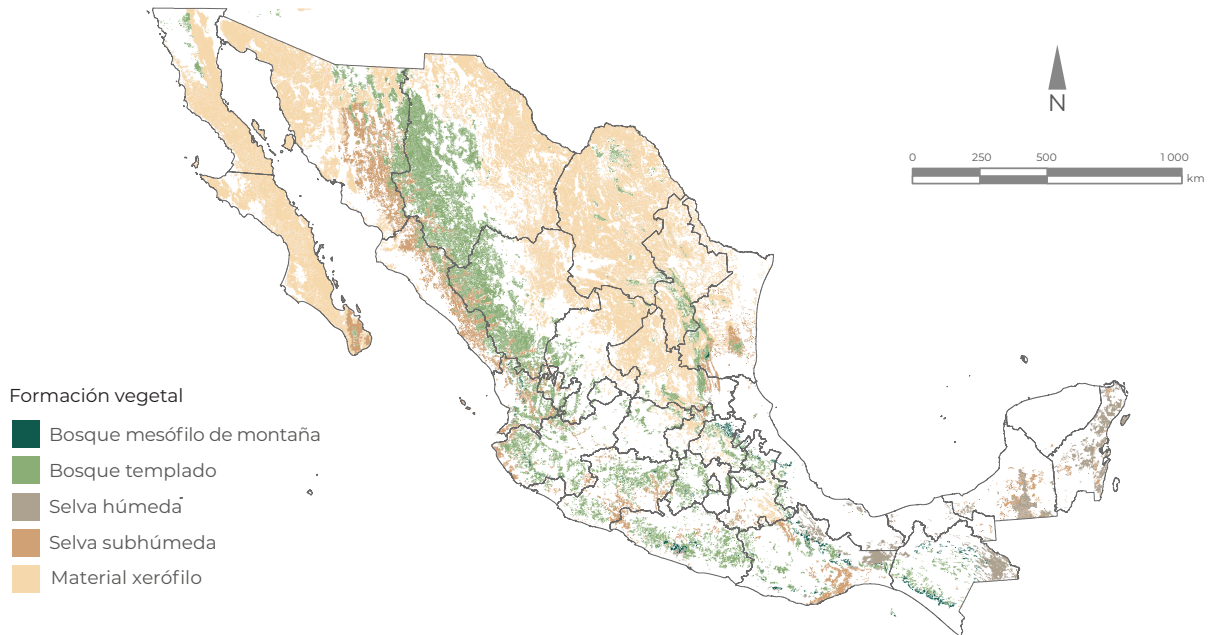 N
0 250 500 1 000
km
Formación vegetal
Bosque mesófilo de montaña
Bosque templado
Selva húmeda
Selva subhúmeda
Material xerófilo